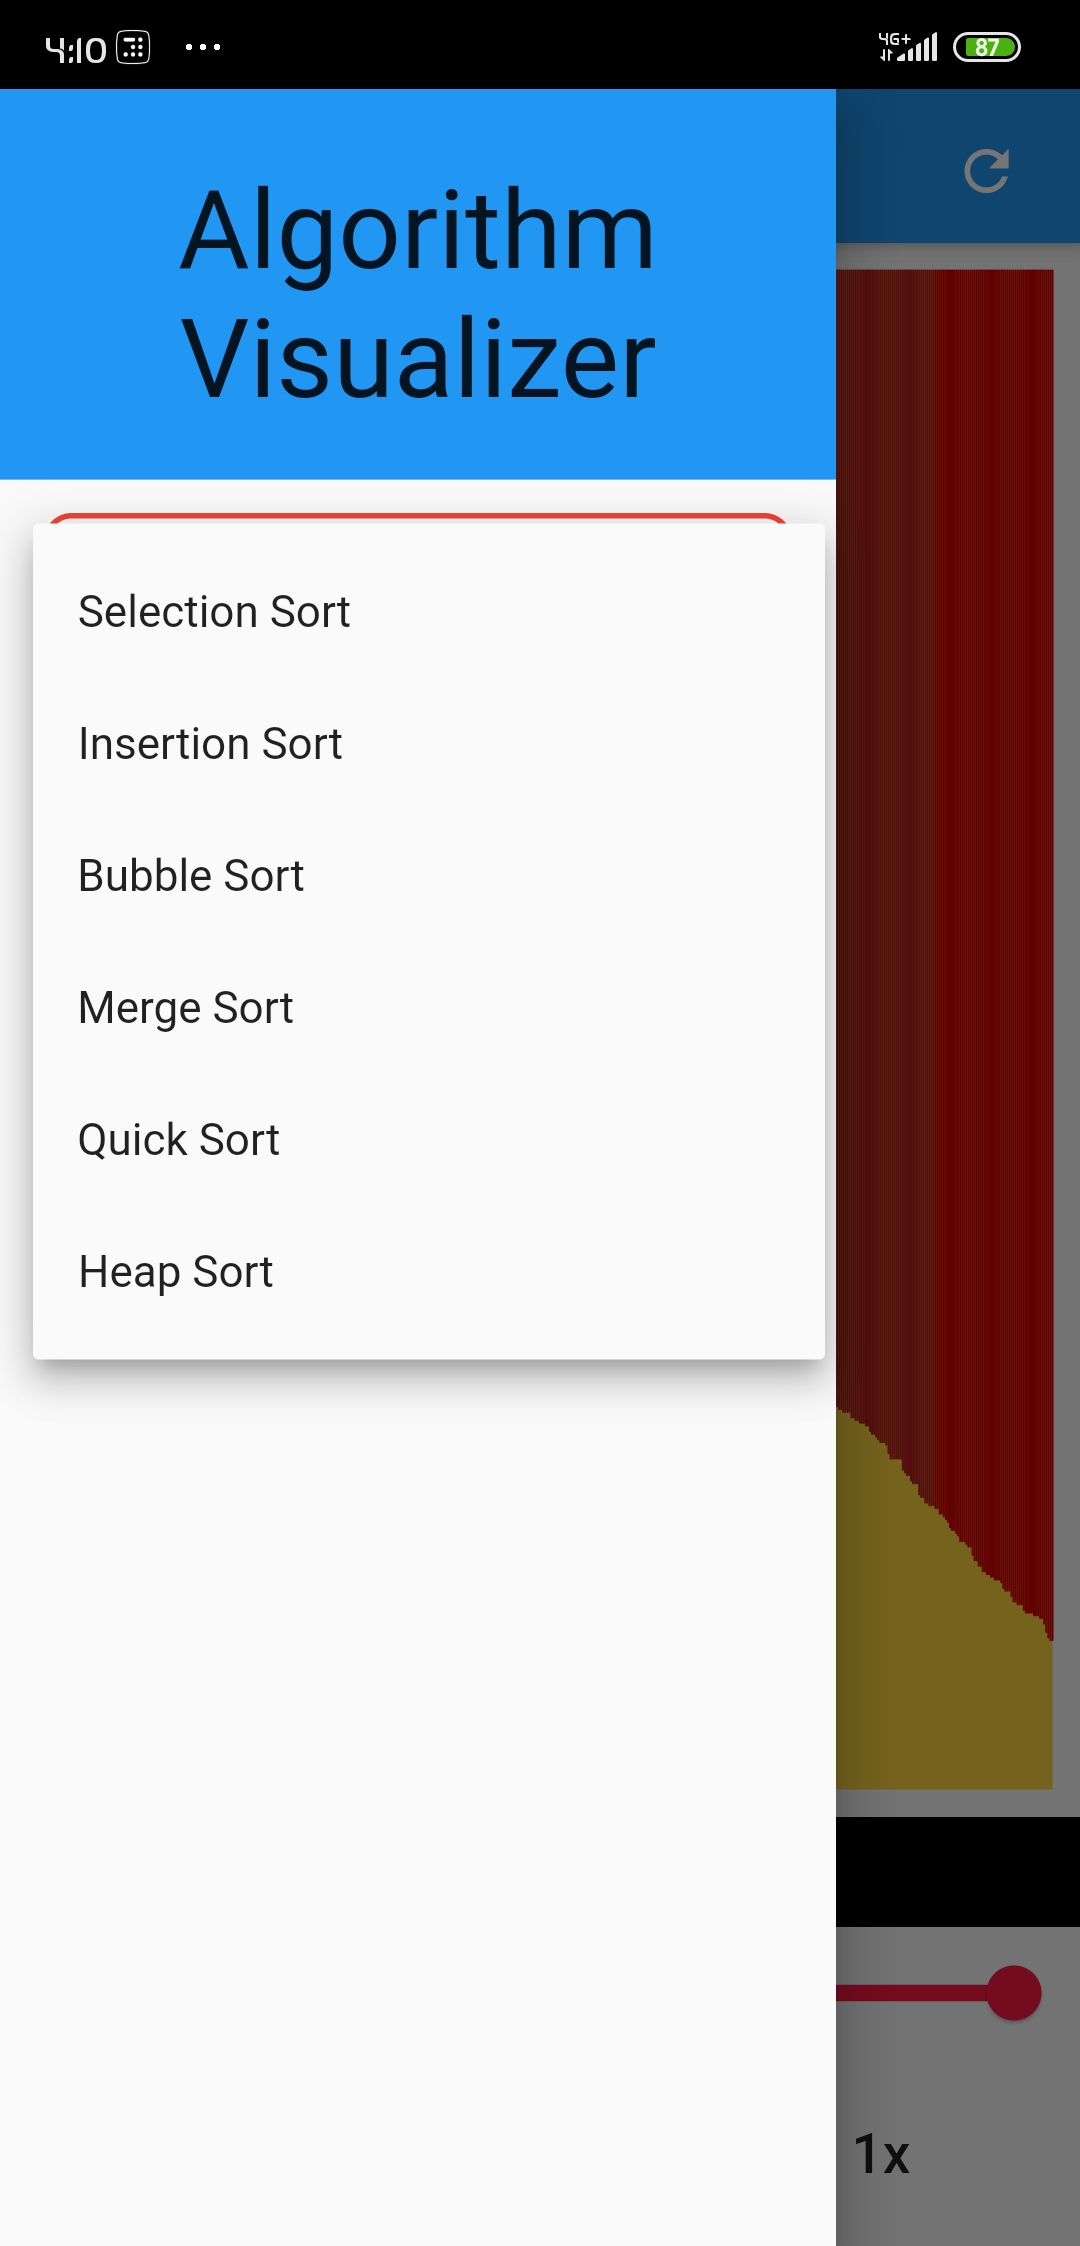 4:10
4G+
87
Algorithm
Visualizer
Selection Sort
Insertion Sort
Bubble Sort
Merge Sort
Quick Sort
Heap Sort
1x